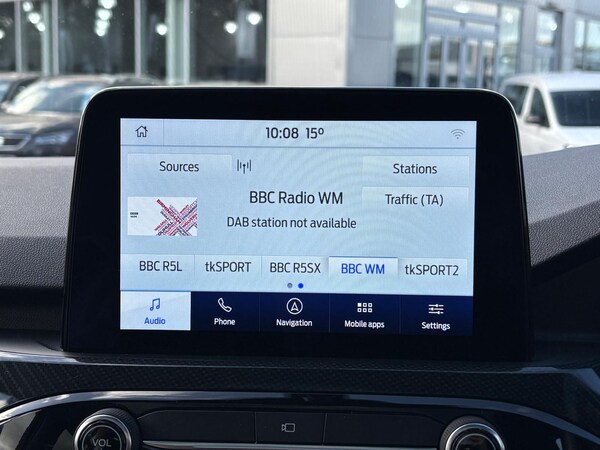 10:08 15º
Sources
Stations
BBC Radio WM
Traffic (TA)
DAB station not available
BBC R5L tkSPORT BBC R5SX BBC WM tkSPORT2
Audio Phone Navigation Mobile apps Settings
VOL